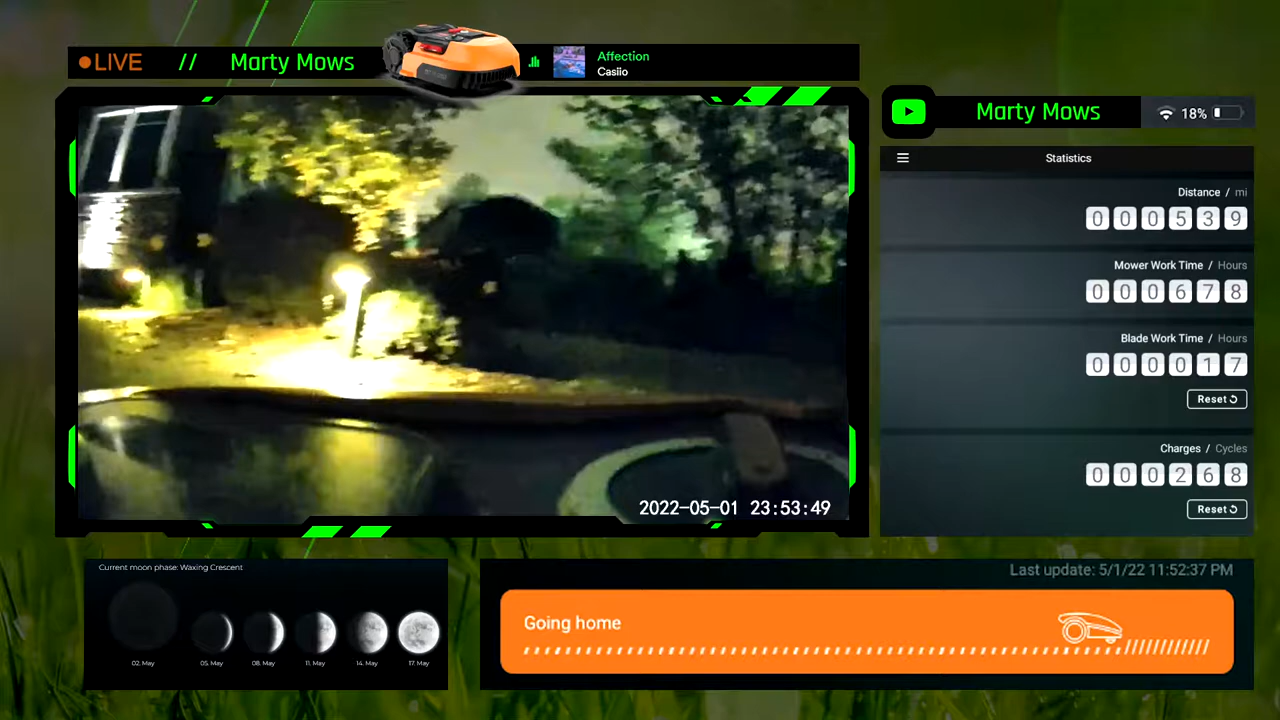 LIVE // Marty Mows
Affection
Casiio
Marty Mows
18%
Statistics
Distance / mi
000539
Mower Work Time / Hours
000678
Blade Work Time / Hours
000017
Reset
Charges / Cycles
000268
Reset
2022-05-01 23:53:49
Current moon phase: Waxing Crescent
02. May 05. May 08. May 11. May 14. May 17. May
Last update: 5/1/22 11:52:37 PM
Going home